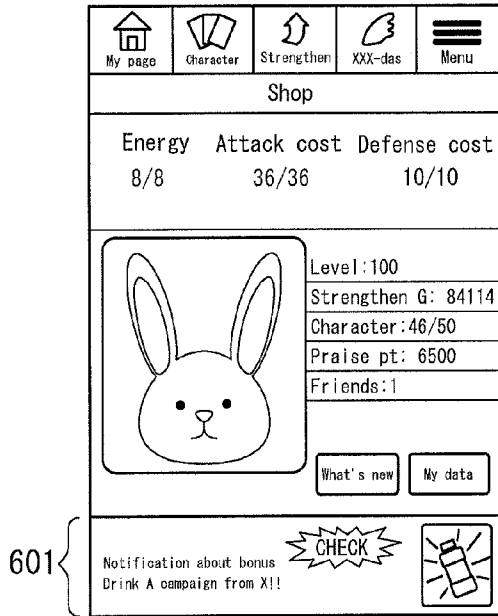 My page Character Strengthen XXX-das Menu
Shop
Energy Attack cost Defense cost
8/8 36/36 10/10
Level:100
Strengthen G: 84114
Character:46/50
Praise pt: 6500
Friends:1
What's new My data
601
CHECK
Notification about bonus
Drink A campaign from X!!